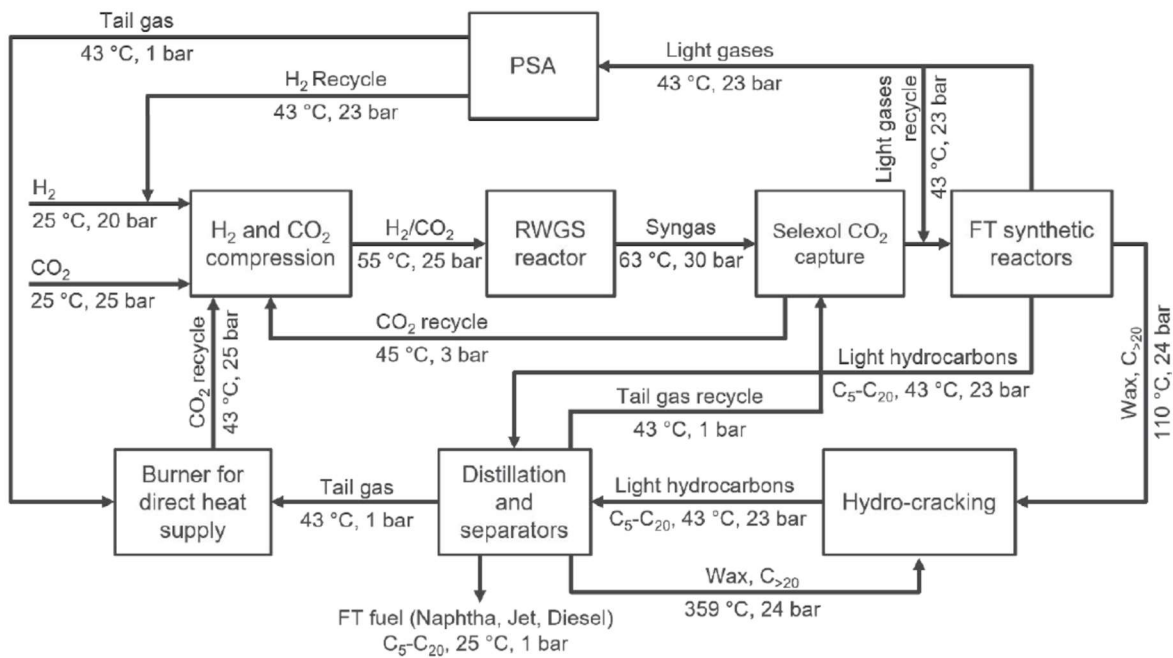 Tail gas
43 °C, 1 bar
PSA
Light gases
43 °C, 23 bar
H₂ Recycle
43 °C, 23 bar
Light gases
recycle
43 °C, 23 bar
H₂
25 °C, 20 bar
CO₂
25 °C, 25 bar
H₂ and CO₂
compression
H₂/CO₂
55 °C, 25 bar
RWGS
reactor
Syngas
63 °C, 30 bar
Selexol CO₂
capture
FT synthetic
reactors
CO₂ recycle
45 °C, 3 bar
CO₂ recycle
43 °C, 25 bar
Light hydrocarbons
C₅-C₂₀, 43 °C, 23 bar
Tail gas recycle
43 °C, 1 bar
Wax, C>₂₀
110 °C, 24 bar
Burner for
direct heat
supply
Tail gas
43 °C, 1 bar
Distillation
and
separators
Light hydrocarbons
C₅-C₂₀, 43 °C, 23 bar
Hydro-cracking
Wax, C>₂₀
359 °C, 24 bar
FT fuel (Naphtha, Jet, Diesel)
C₅-C₂₀, 25 °C, 1 bar